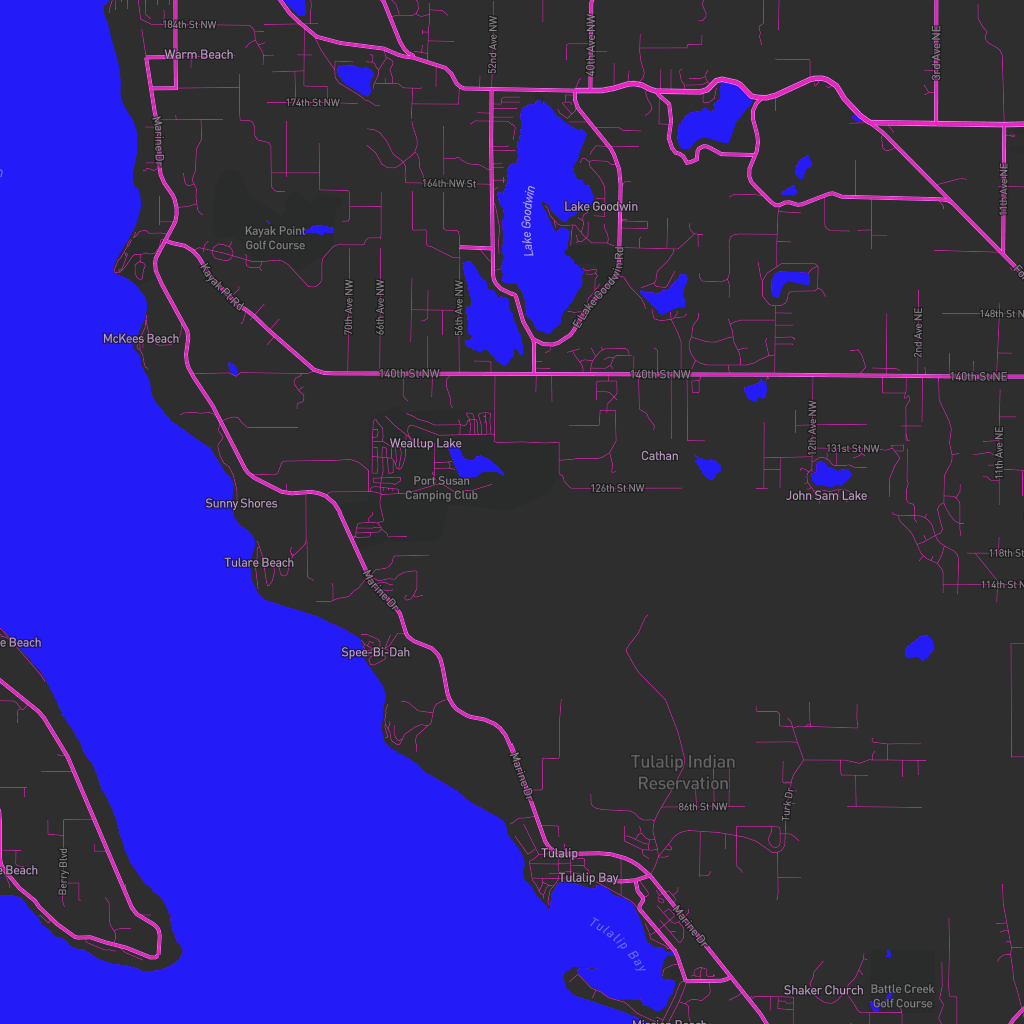 184th St NW
Warm Beach
52nd Ave NW
40th Ave NW
3rd Ave NE
174th St NW
Marine Dr
164th NW St
11th Ave NE
Lake Goodwin
Lake Goodwin
Kayak Point
Golf Course
Kayak Pt Rd
70th Ave NW
66th Ave NW
56th Ave NW
E Lake Goodwin Rd
148th St N
2nd Ave NE
McKees Beach
140th St NW
140th St NW
140th St NE
12th Ave NW
11th Ave NE
Weallup Lake
131st St NW
Cathan
Port Susan
Camping Club
126th St NW
John Sam Lake
Sunny Shores
118th St
Tulare Beach
Marine Dr
114th St N
e Beach
Spee-Bi-Dah
Marine Dr
Tulalip Indian
Reservation
86th St NW
Turk Dr
Tulalip
Berry Blvd
e Beach
Tulalip Bay
Marine Dr
Tulalip Bay
Shaker Church
Battle Creek
Golf Course
Mission Beach